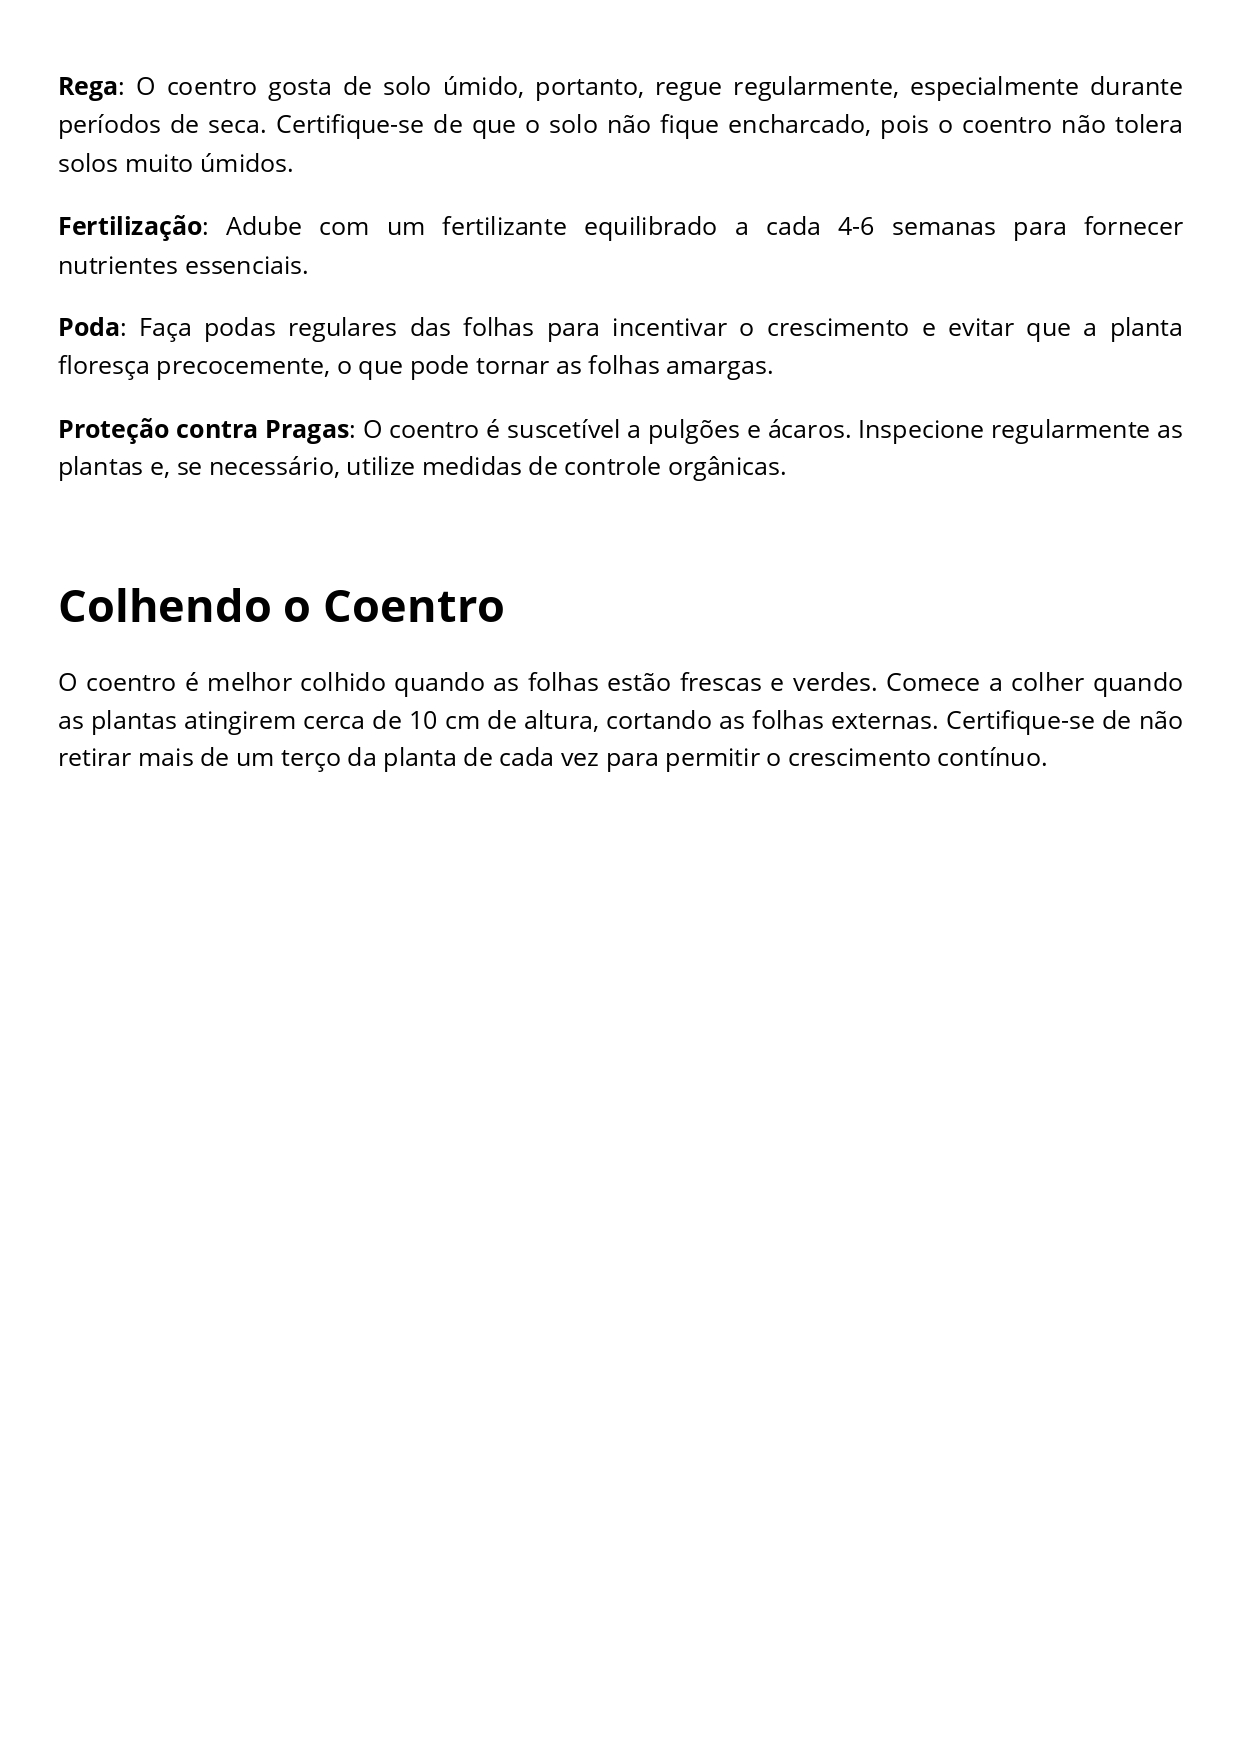 Rega: O coentro gosta de solo úmido, portanto, regue regularmente, especialmente durante
períodos de seca. Certifique-se de que o solo não fique encharcado, pois o coentro não tolera
solos muito úmidos.
Fertilização: Adube com um fertilizante equilibrado a cada 4-6 semanas para fornecer
nutrientes essenciais.
Poda: Faça podas regulares das folhas para incentivar o crescimento e evitar que a planta
floresça precocemente, o que pode tornar as folhas amargas.
Proteção contra Pragas: O coentro é suscetível a pulgões e ácaros. Inspecione regularmente as
plantas e, se necessário, utilize medidas de controle orgânicas.
Colhendo o Coentro
O coentro é melhor colhido quando as folhas estão frescas e verdes. Comece a colher quando
as plantas atingirem cerca de 10 cm de altura, cortando as folhas externas. Certifique-se de não
retirar mais de um terço da planta de cada vez para permitir o crescimento contínuo.